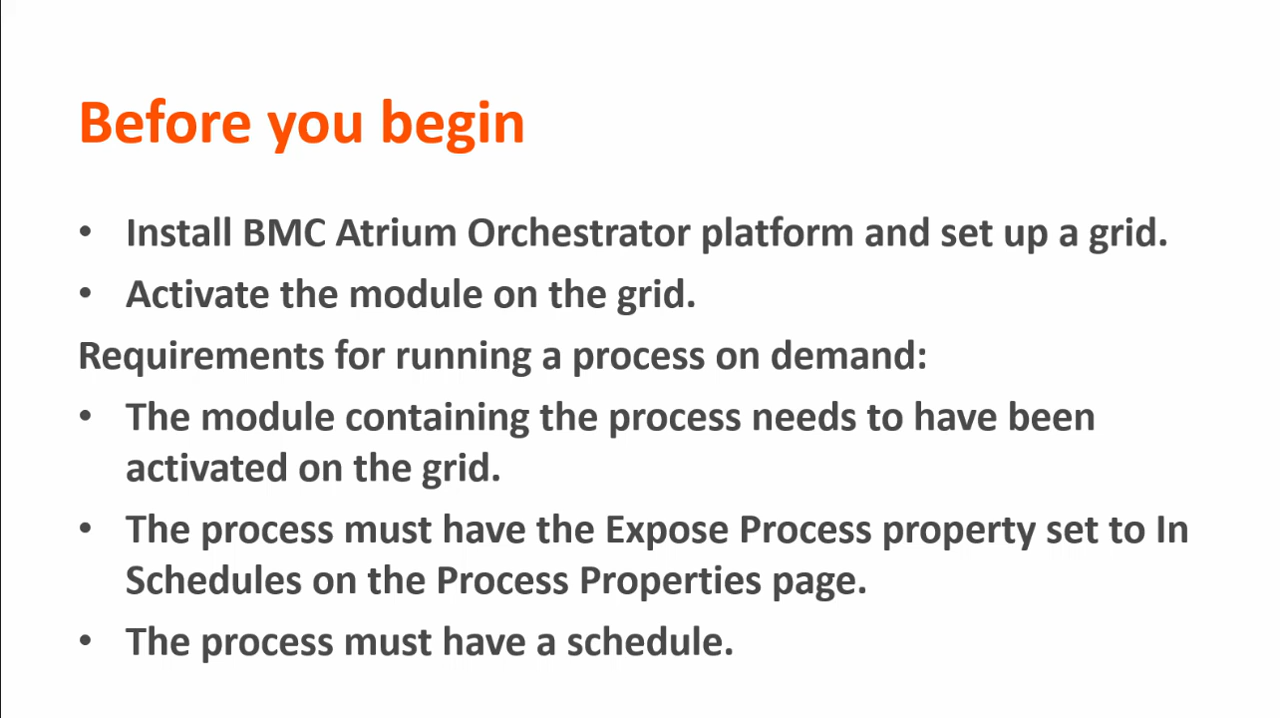 Before you begin
• Install BMC Atrium Orchestrator platform and set up a grid.
• Activate the module on the grid.
Requirements for running a process on demand:
• The module containing the process needs to have been
activated on the grid.
• The process must have the Expose Process property set to In
Schedules on the Process Properties page.
• The process must have a schedule.